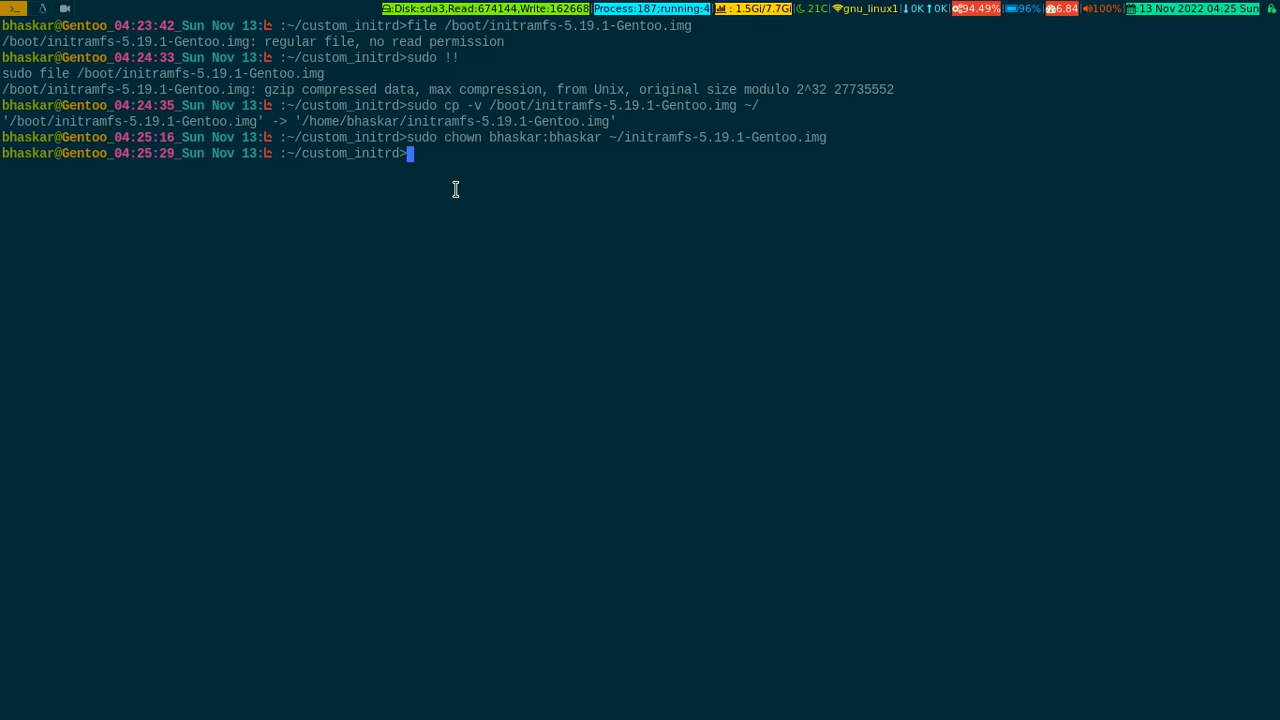 >_ Disk:sda3,Read:674144,Write:162668 Process:187;running:4 : 1.5Gi/7.7G 21C gnu_linux1 0K 0K 94.49% 96% 6.84 100% 13 Nov 2022 04:25 Sun
bhaskar@Gentoo_04:23:42_Sun Nov 13: :~/custom_initrd>file /boot/initramfs-5.19.1-Gentoo.img
/boot/initramfs-5.19.1-Gentoo.img: regular file, no read permission
bhaskar@Gentoo_04:24:33_Sun Nov 13: :~/custom_initrd>sudo !!
sudo file /boot/initramfs-5.19.1-Gentoo.img
/boot/initramfs-5.19.1-Gentoo.img: gzip compressed data, max compression, from Unix, original size modulo 2^32 27735552
bhaskar@Gentoo_04:24:35_Sun Nov 13: :~/custom_initrd>sudo cp -v /boot/initramfs-5.19.1-Gentoo.img ~/
'/boot/initramfs-5.19.1-Gentoo.img' -> '/home/bhaskar/initramfs-5.19.1-Gentoo.img'
bhaskar@Gentoo_04:25:16_Sun Nov 13: :~/custom_initrd>sudo chown bhaskar:bhaskar ~/initramfs-5.19.1-Gentoo.img
bhaskar@Gentoo_04:25:29_Sun Nov 13: :~/custom_initrd>